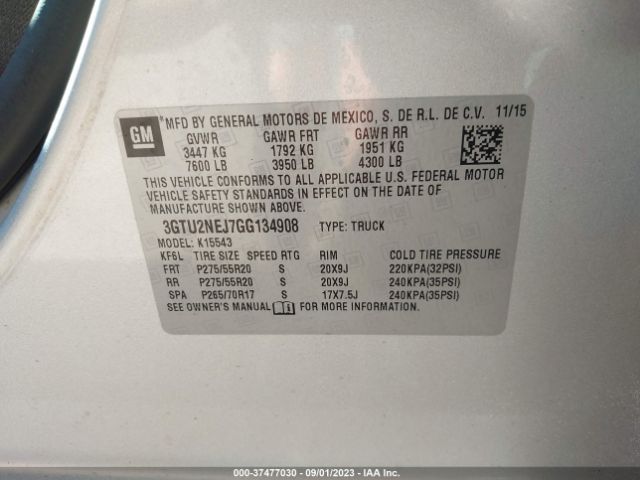 GM
*MFD BY GENERAL MOTORS DE MEXICO, S. DE R.L. DE C.V. 11/15
GVWR GAWR FRT GAWR RR
3447 KG 1792 KG 1951 KG
7600 LB 3950 LB 4300 LB
THIS VEHICLE CONFORMS TO ALL APPLICABLE U.S. FEDERAL MOTOR
VEHICLE SAFETY STANDARDS IN EFFECT ON THE DATE OF
MANUFACTURE SHOWN ABOVE.
3GTU2NEJ7GG134908 TYPE: TRUCK
MODEL: K15543
KF6L TIRE SIZE SPEED RTG RIM COLD TIRE PRESSURE
FRT P275/55R20 S 20X9J 220KPA(32PSI)
RR P275/55R20 S 20X9J 240KPA(35PSI)
SPA P265/70R17 S 17X7.5J 240KPA(35PSI)
SEE OWNER'S MANUAL FOR MORE INFORMATION.
000-37477030 - 09/01/2023 - IAA Inc.